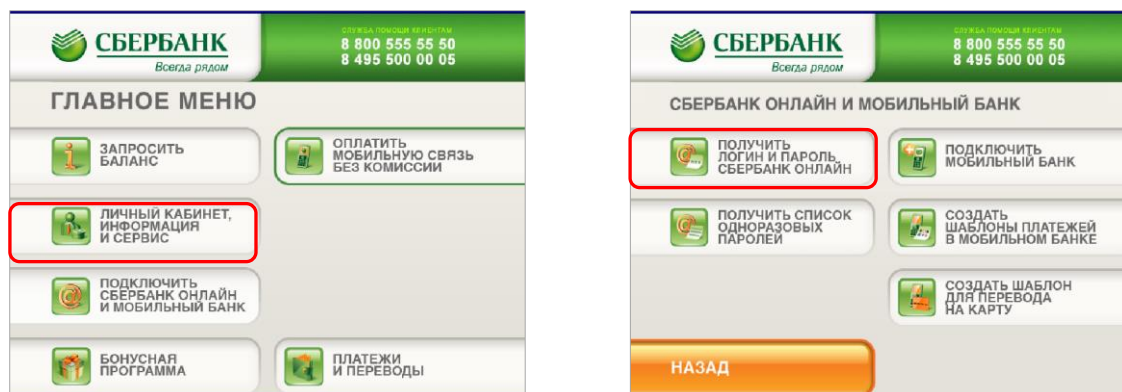 СБЕРБАНК
Всегда рядом
СЛУЖБА ПОМОЩИ КЛИЕНТАМ
8 800 555 55 50
8 495 500 00 05
ГЛАВНОЕ МЕНЮ
ЗАПРОСИТЬ
БАЛАНС
ОПЛАТИТЬ
МОБИЛЬНУЮ СВЯЗЬ
БЕЗ КОМИССИИ
ЛИЧНЫЙ КАБИНЕТ,
ИНФОРМАЦИЯ
И СЕРВИС
ПОДКЛЮЧИТЬ
СБЕРБАНК ОНЛАЙН
И МОБИЛЬНЫЙ БАНК
БОНУСНАЯ
ПРОГРАММА
ПЛАТЕЖИ
И ПЕРЕВОДЫ
СБЕРБАНК
Всегда рядом
СЛУЖБА ПОМОЩИ КЛИЕНТАМ
8 800 555 55 50
8 495 500 00 05
СБЕРБАНК ОНЛАЙН И МОБИЛЬНЫЙ БАНК
ПОЛУЧИТЬ
ЛОГИН И ПАРОЛЬ,
СБЕРБАНК ОНЛАЙН
ПОДКЛЮЧИТЬ
МОБИЛЬНЫЙ БАНК
ПОЛУЧИТЬ СПИСОК
ОДНОРАЗОВЫХ
ПАРОЛЕЙ
СОЗДАТЬ
ШАБЛОНЫ ПЛАТЕЖЕЙ
В МОБИЛЬНОМ БАНКЕ
СОЗДАТЬ ШАБЛОН
ДЛЯ ПЕРЕВОДА
НА КАРТУ
НАЗАД